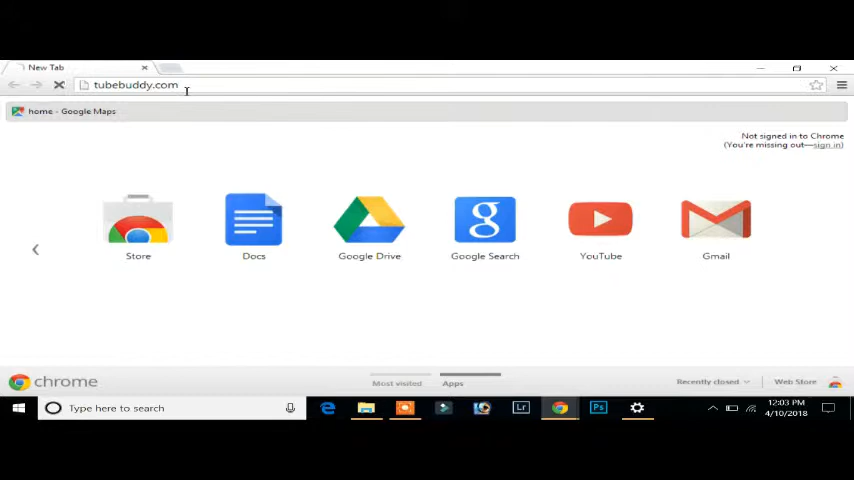 New Tab
tubebuddy.com
home - Google Maps
Not signed in to Chrome
(You're missing out—sign in)
Store
Docs
Google Drive
g
Google Search
YouTube
Gmail
chrome
Most visited
Apps
Recently closed
Web Store
Type here to search
Lr
Ps
12:03 PM
4/10/2018